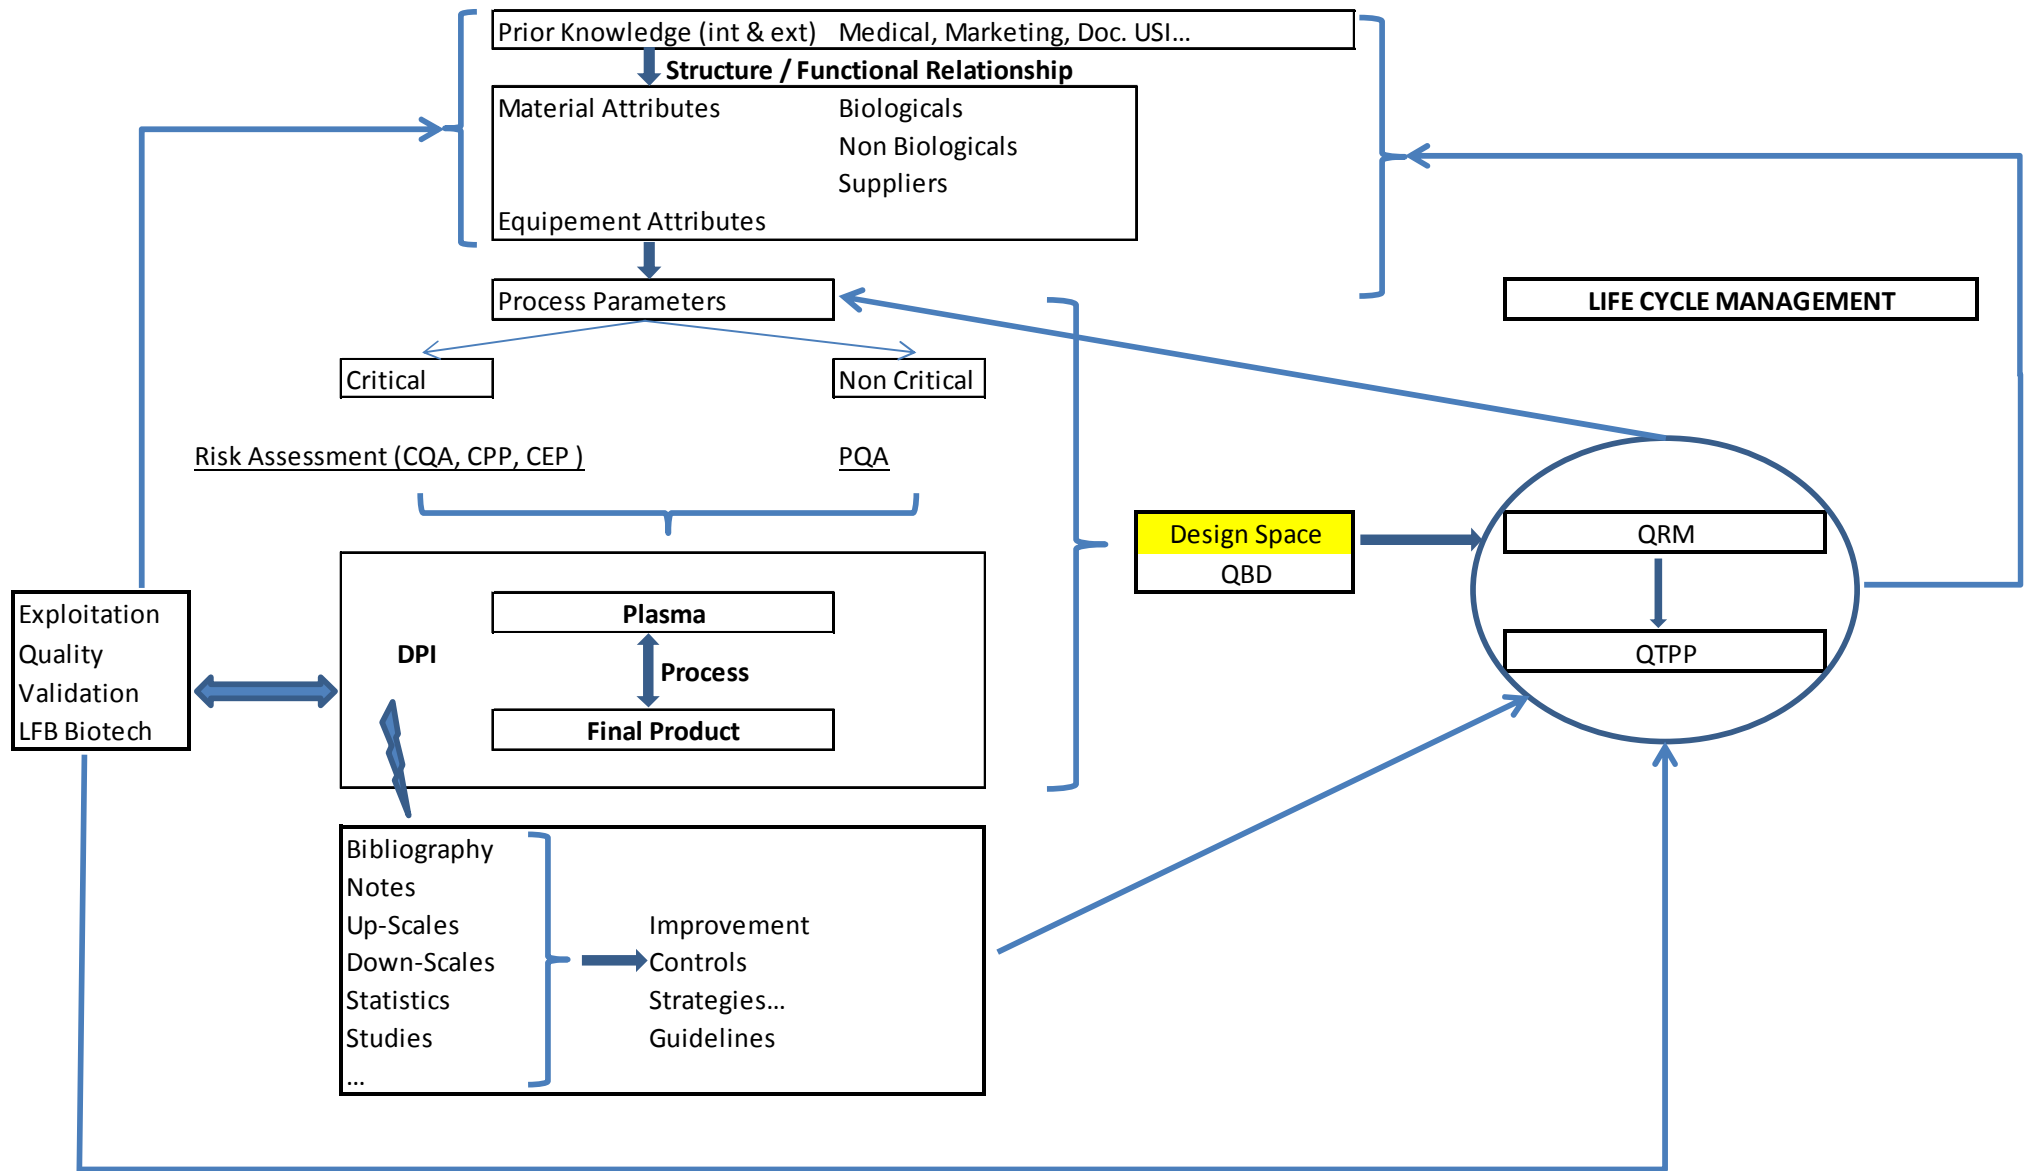 Prior Knowledge (int & ext) Medical, Marketing, Doc. USI...
Structure / Functional Relationship
Material Attributes Biologicals
Non Biologicals
Suppliers
Equipement Attributes
Process Parameters
LIFE CYCLE MANAGEMENT
Critical Non Critical
Risk Assessment (CQA, CPP, CEP ) PQA
Design Space
QBD
QRM
QTPP
Exploitation
Quality
Validation
LFB Biotech
Plasma
DPI
Process
Final Product
Bibliography
Notes
Up-Scales
Down-Scales
Statistics
Studies
...
Improvement
Controls
Strategies...
Guidelines